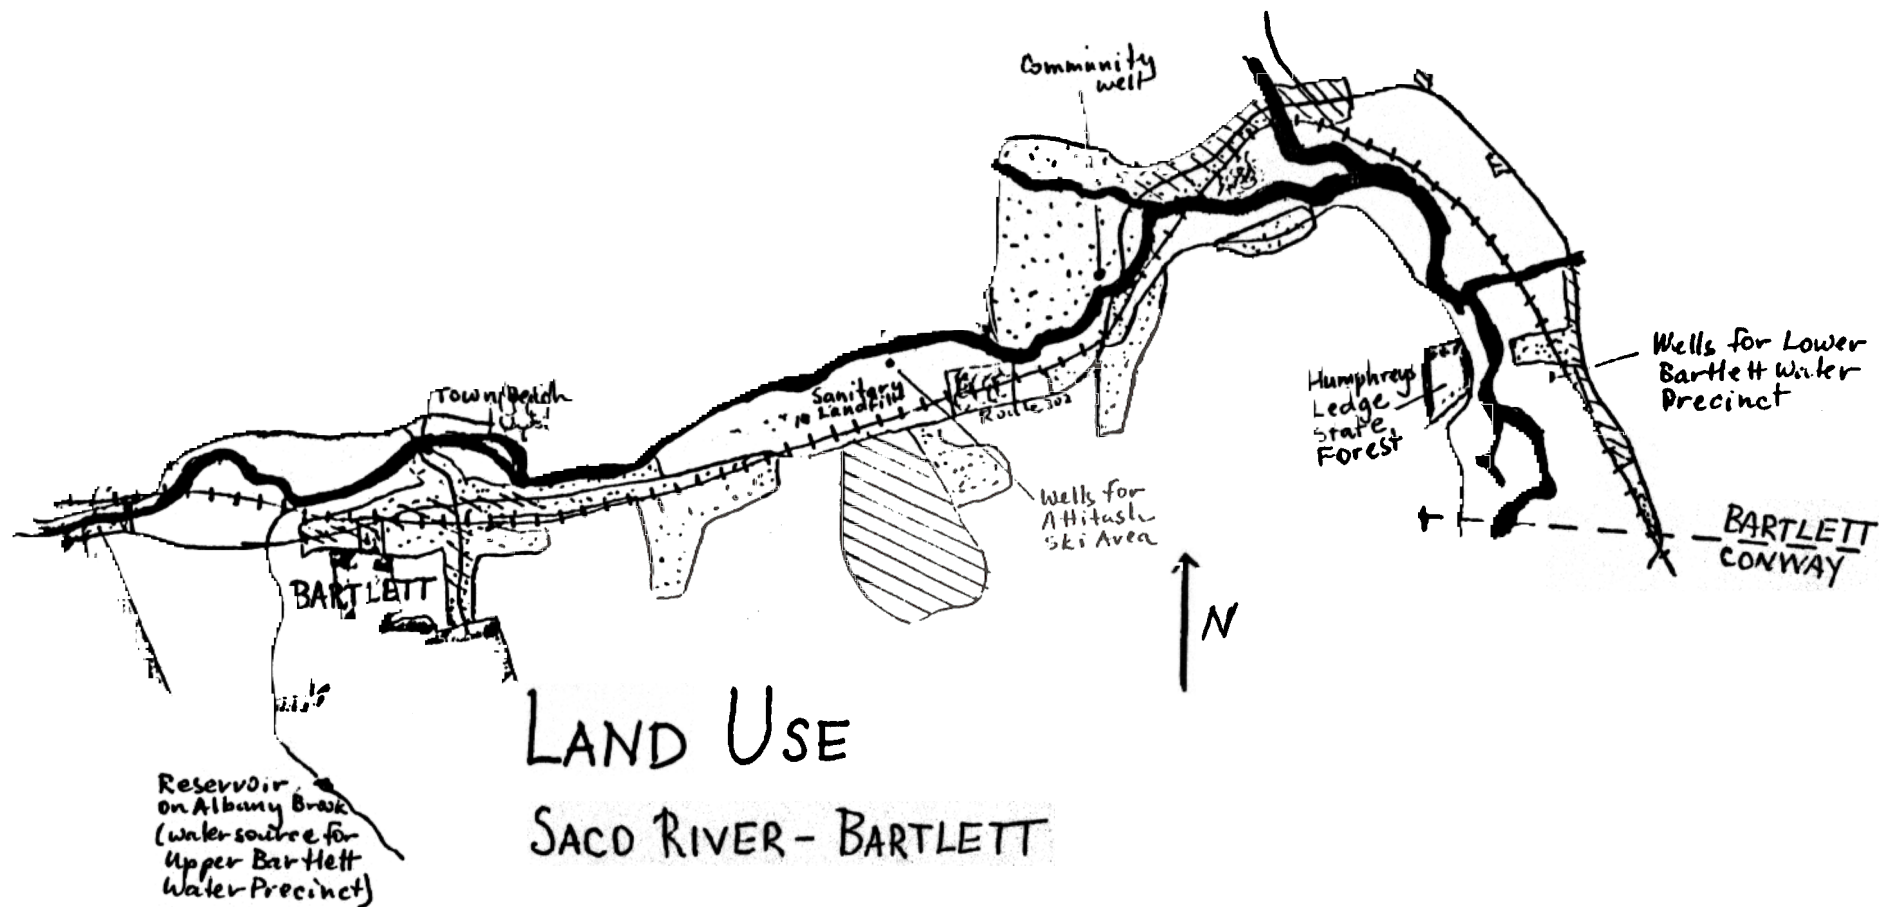 Community
well
Town Beach
Sanitary
Landfill
Route 302
Humphreys
Ledge
State
Forest
Wells for Lower
Bartlett Water
Precinct
Wells for
Attitash
Ski Area
BARTLETT
CONWAY
BARTLETT
N
LAND USE
SACO RIVER - BARTLETT
Reservoir
on Albany Brook
(water source for
Upper Bartlett
Water Precinct)